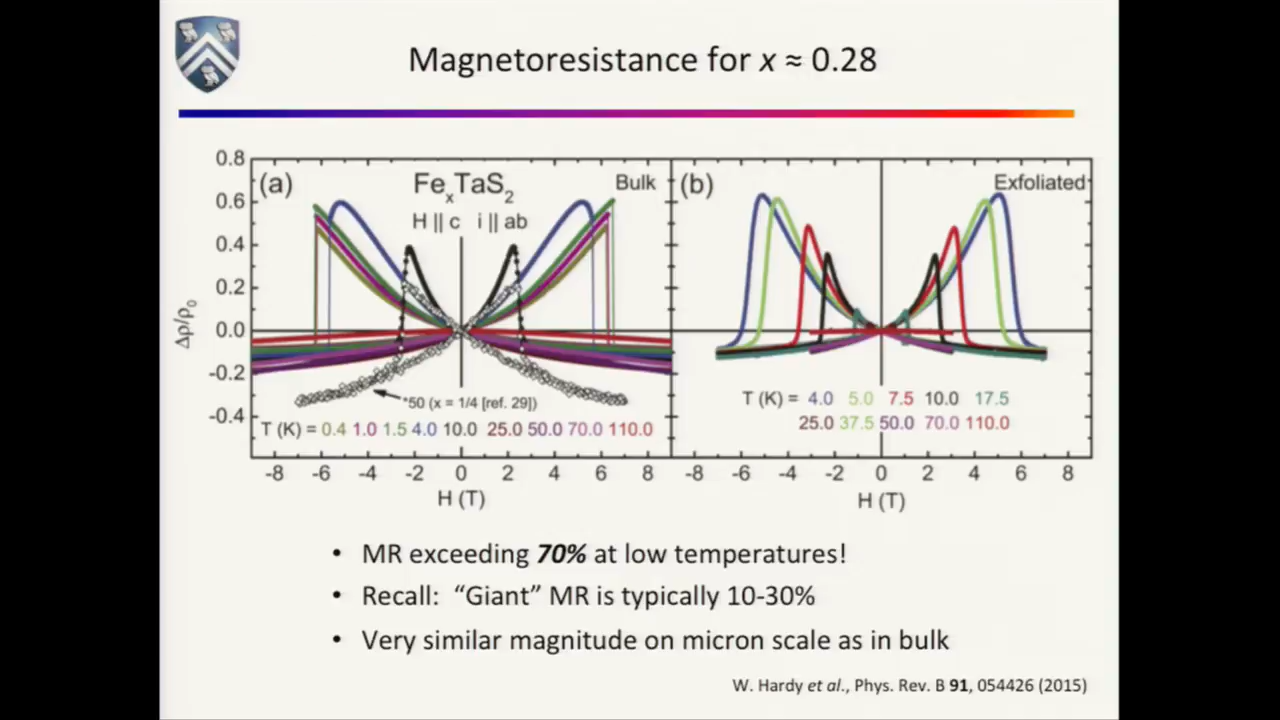 Magnetoresistance for x ≈ 0.28
0.8
0.6
0.4
0.2
0.0
-0.2
-0.4
Δρ/ρ0
(a)
FexTaS2
Bulk
H || c i || ab
*50 (x = 1/4 [ref. 29])
T (K) = 0.4 1.0 1.5 4.0 10.0 25.0 50.0 70.0 110.0
-8 -6 -4 -2 0 2 4 6 8
H (T)
(b)
Exfoliated
T (K) = 4.0 5.0 7.5 10.0 17.5
25.0 37.5 50.0 70.0 110.0
-8 -6 -4 -2 0 2 4 6 8
H (T)
• MR exceeding 70% at low temperatures!
• Recall: “Giant” MR is typically 10-30%
• Very similar magnitude on micron scale as in bulk
W. Hardy et al., Phys. Rev. B 91, 054426 (2015)